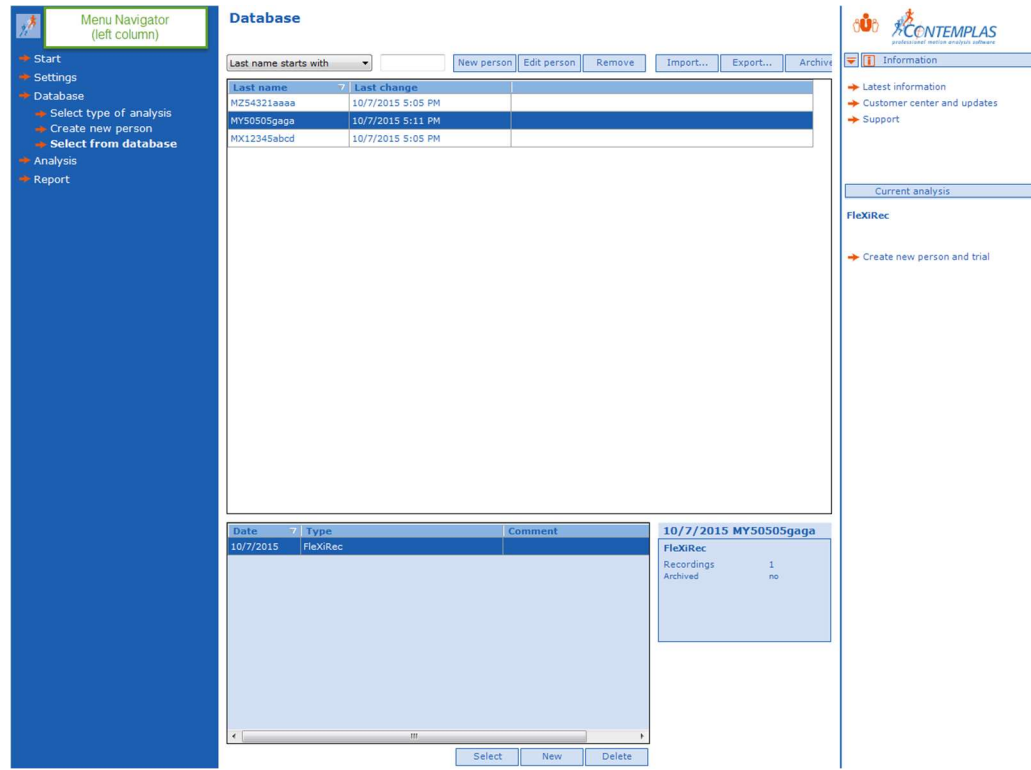 Menu Navigator
(left column)
Start
Settings
Database
Select type of analysis
Create new person
Select from database
Analysis
Report
Database
Last name starts with
New person Edit person Remove Import... Export... Archive
Last name Last change
MZ54321aaaa 10/7/2015 5:05 PM
MY50505gaga 10/7/2015 5:11 PM
MX12345abcd 10/7/2015 5:05 PM
Date Type Comment
10/7/2015 FleXiRec
10/7/2015 MY50505gaga
FleXiRec
Recordings 1
Archived no
Select New Delete
CONTEMPLAS
professional motion analysis software
Information
Latest information
Customer center and updates
Support
Current analysis
FleXiRec
Create new person and trial